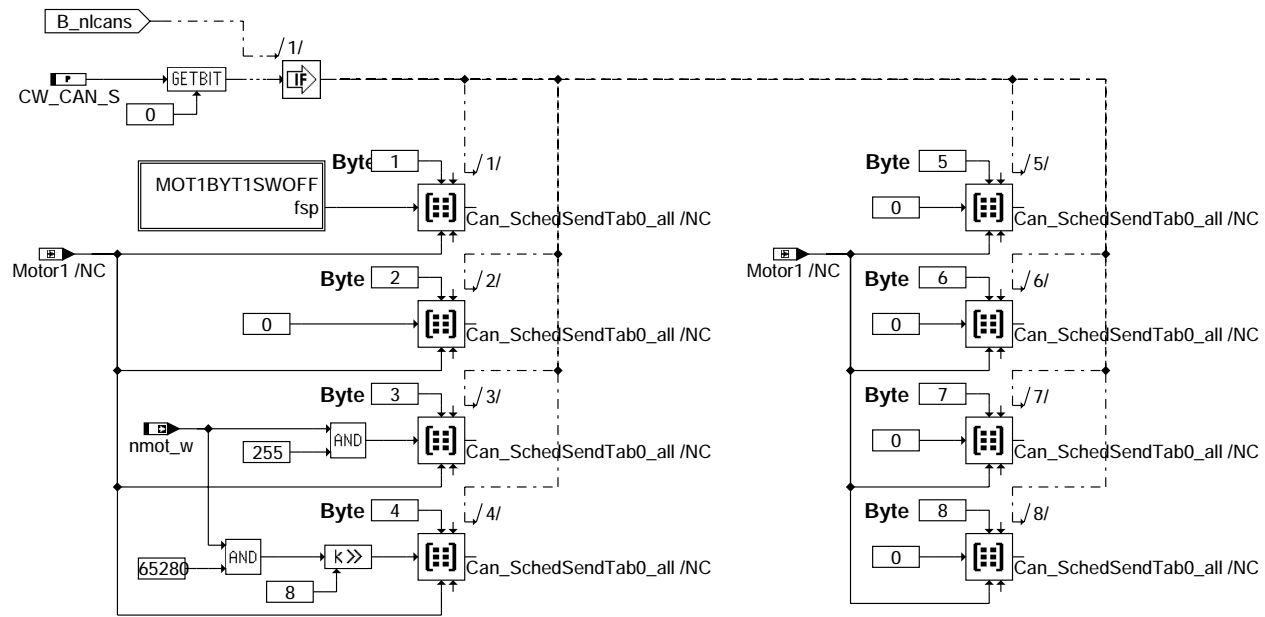 B_nlcans
/1/
GETBIT
IF
CW_CAN_S
0
Byte 1
/1/
MOT1BYT1SWOFF
fsp
Can_SchedSendTab0_all /NC
Motor1 /NC
Byte 2
/2/
0
Can_SchedSendTab0_all /NC
Byte 3
/3/
nmot_w
AND
255
Can_SchedSendTab0_all /NC
Byte 4
/4/
AND
65280
k>>
8
Can_SchedSendTab0_all /NC
Byte 5
/5/
0
Can_SchedSendTab0_all /NC
Motor1 /NC
Byte 6
/6/
0
Can_SchedSendTab0_all /NC
Byte 7
/7/
0
Can_SchedSendTab0_all /NC
Byte 8
/8/
0
Can_SchedSendTab0_all /NC